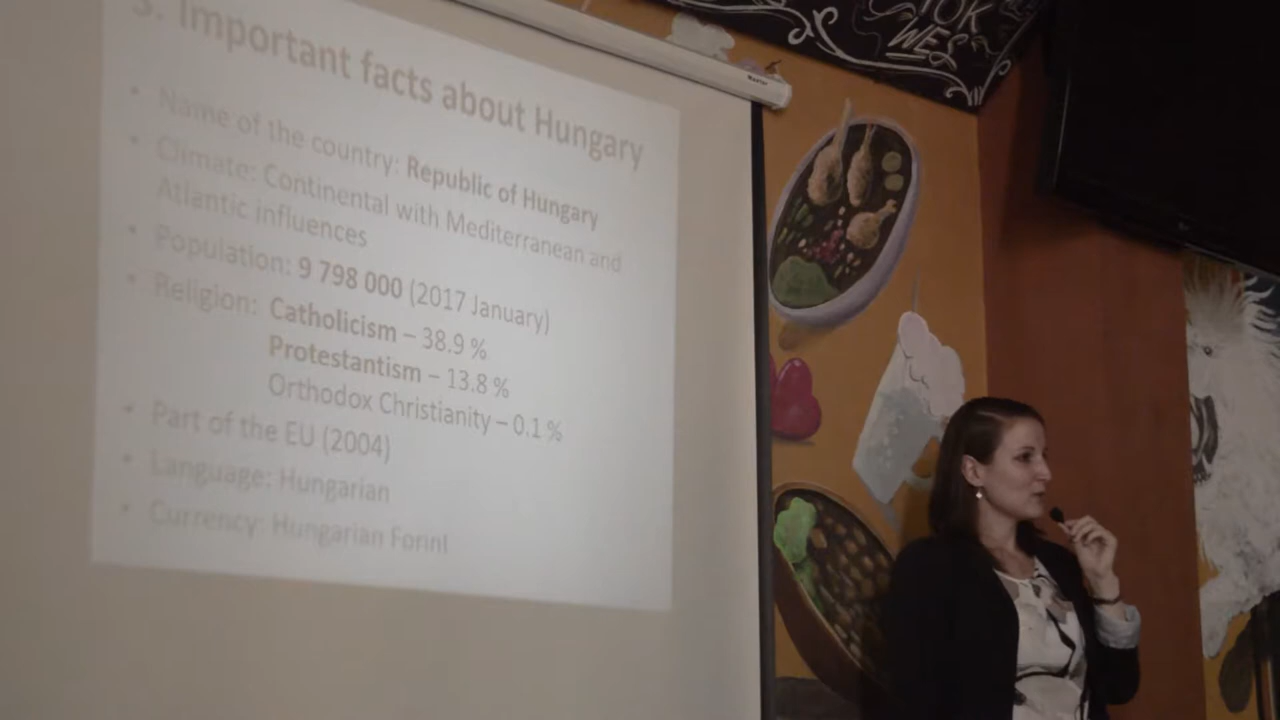 3. Important facts about Hungary
• Name of the country: Republic of Hungary
• Climate: Continental with Mediterranean and
Atlantic influences
• Population: 9 798 000 (2017 January)
• Religion: Catholicism – 38.9 %
Protestantism – 13.8 %
Orthodox Christianity – 0.1 %
• Part of the EU (2004)
• Language: Hungarian
• Currency: Hungarian Forint
TOK
WES